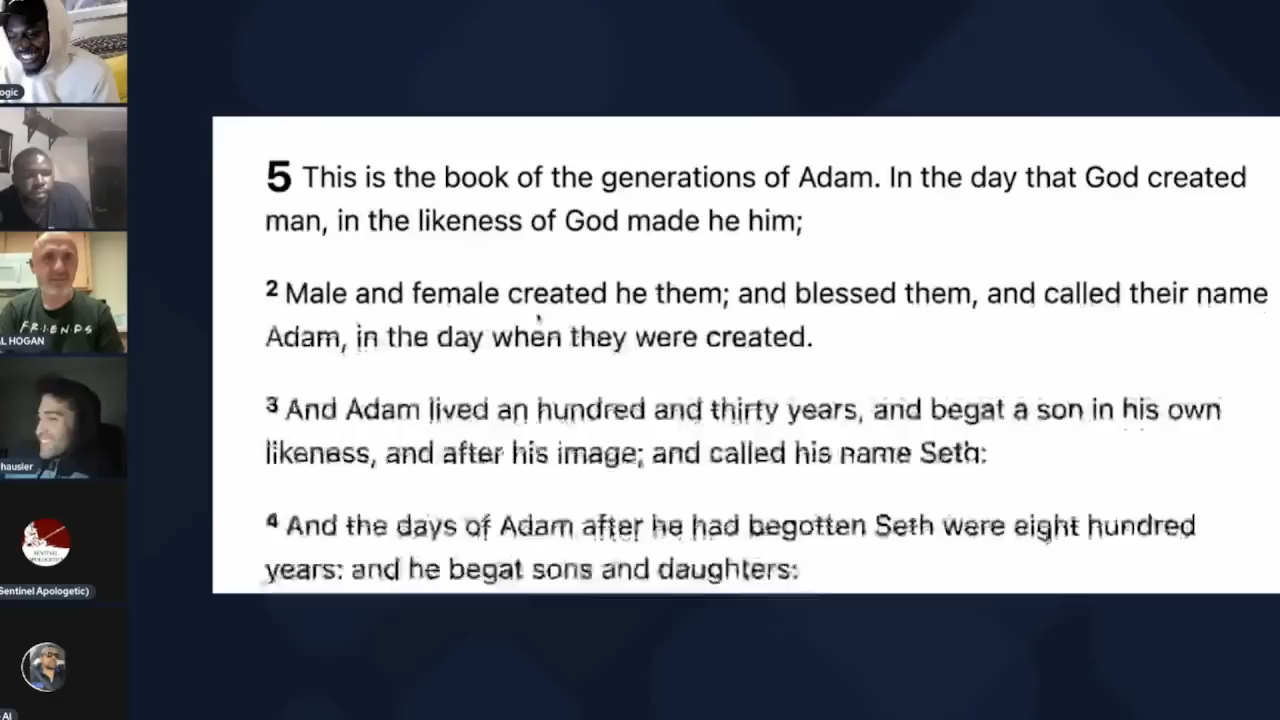 ogic
L HOGAN
F·R·I·E·N·D·S
hausler
SENTINEL
Sentinel Apologetic)
AI
5 This is the book of the generations of Adam. In the day that God created
man, in the likeness of God made he him;
2 Male and female created he them; and blessed them, and called their name
Adam, in the day when they were created.
3 And Adam lived an hundred and thirty years, and begat a son in his own
likeness, and after his image; and called his name Seth:
4 And the days of Adam after he had begotten Seth were eight hundred
years: and he begat sons and daughters: